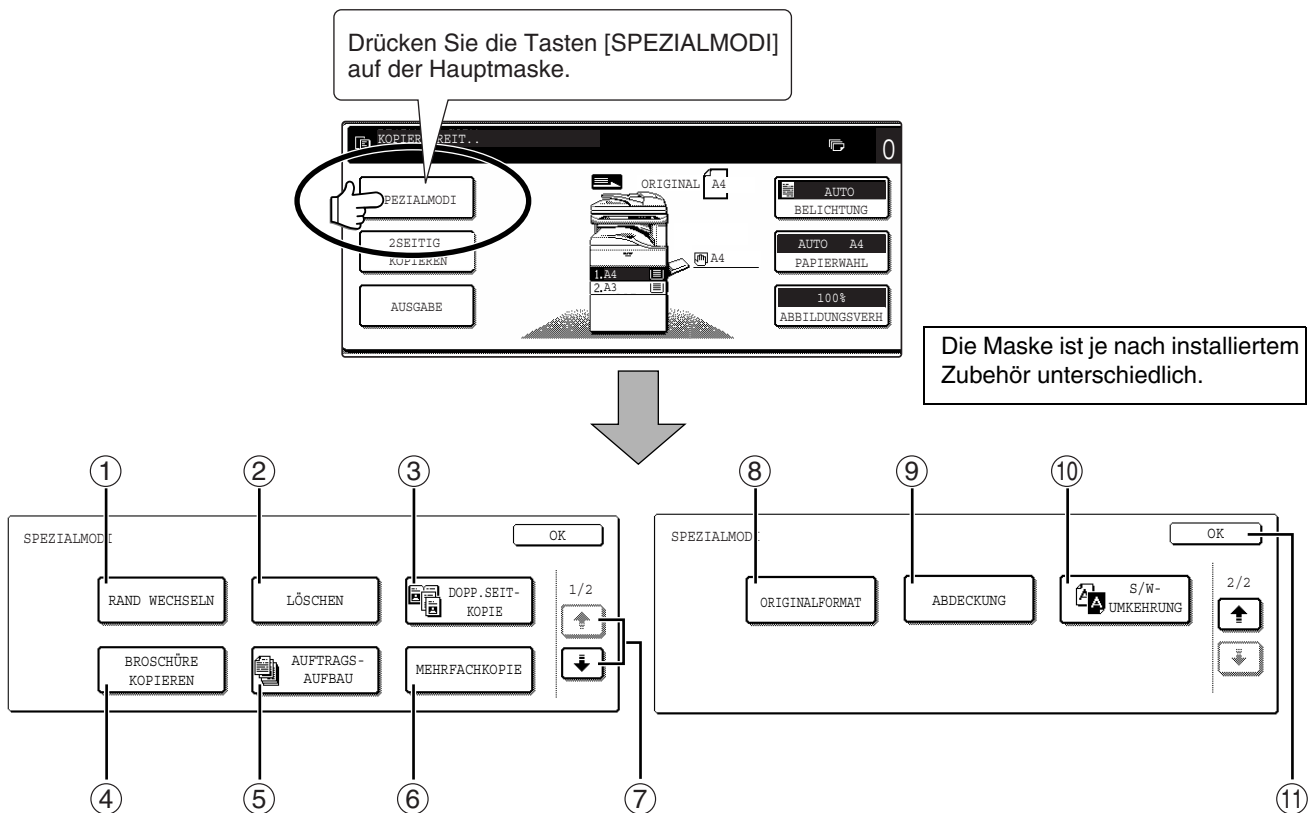 Drücken Sie die Tasten [SPEZIALMODI]
auf der Hauptmaske.
0
ORIGINAL A4
PEZIALMODI
AUTO
BELICHTUNG
2SEITIG
KOPIEREN
A4
AUTO A4
PAPIERWAHL
1.A4
2.A3
AUSGABE
100%
ABBILDUNGSVERH
Die Maske ist je nach installiertem
Zubehör unterschiedlich.
① ② ③ ⑧ ⑨ ⑩
SPEZIALMODI
OK
RAND WECHSELN
LÖSCHEN
DOPP.SEIT-
KOPIE
1/2
BROSCHÜRE
KOPIEREN
AUFTRAGS-
AUFBAU
MEHRFACHKOPIE
SPEZIALMODI
OK
ORIGINALFORMAT
ABDECKUNG
S/W-
UMKEHRUNG
2/2
④ ⑤ ⑥ ⑦ ⑪